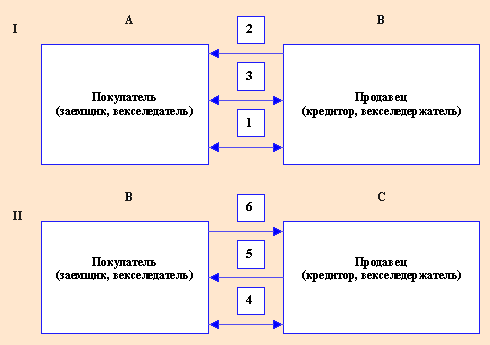 I
A
B
2
3
1
Покупатель
(заемщик, векселедатель)
Продавец
(кредитор, векселедержатель)
II
B
C
6
5
4
Покупатель
(заемщик, векселедатель)
Продавец
(кредитор, векселедержатель)